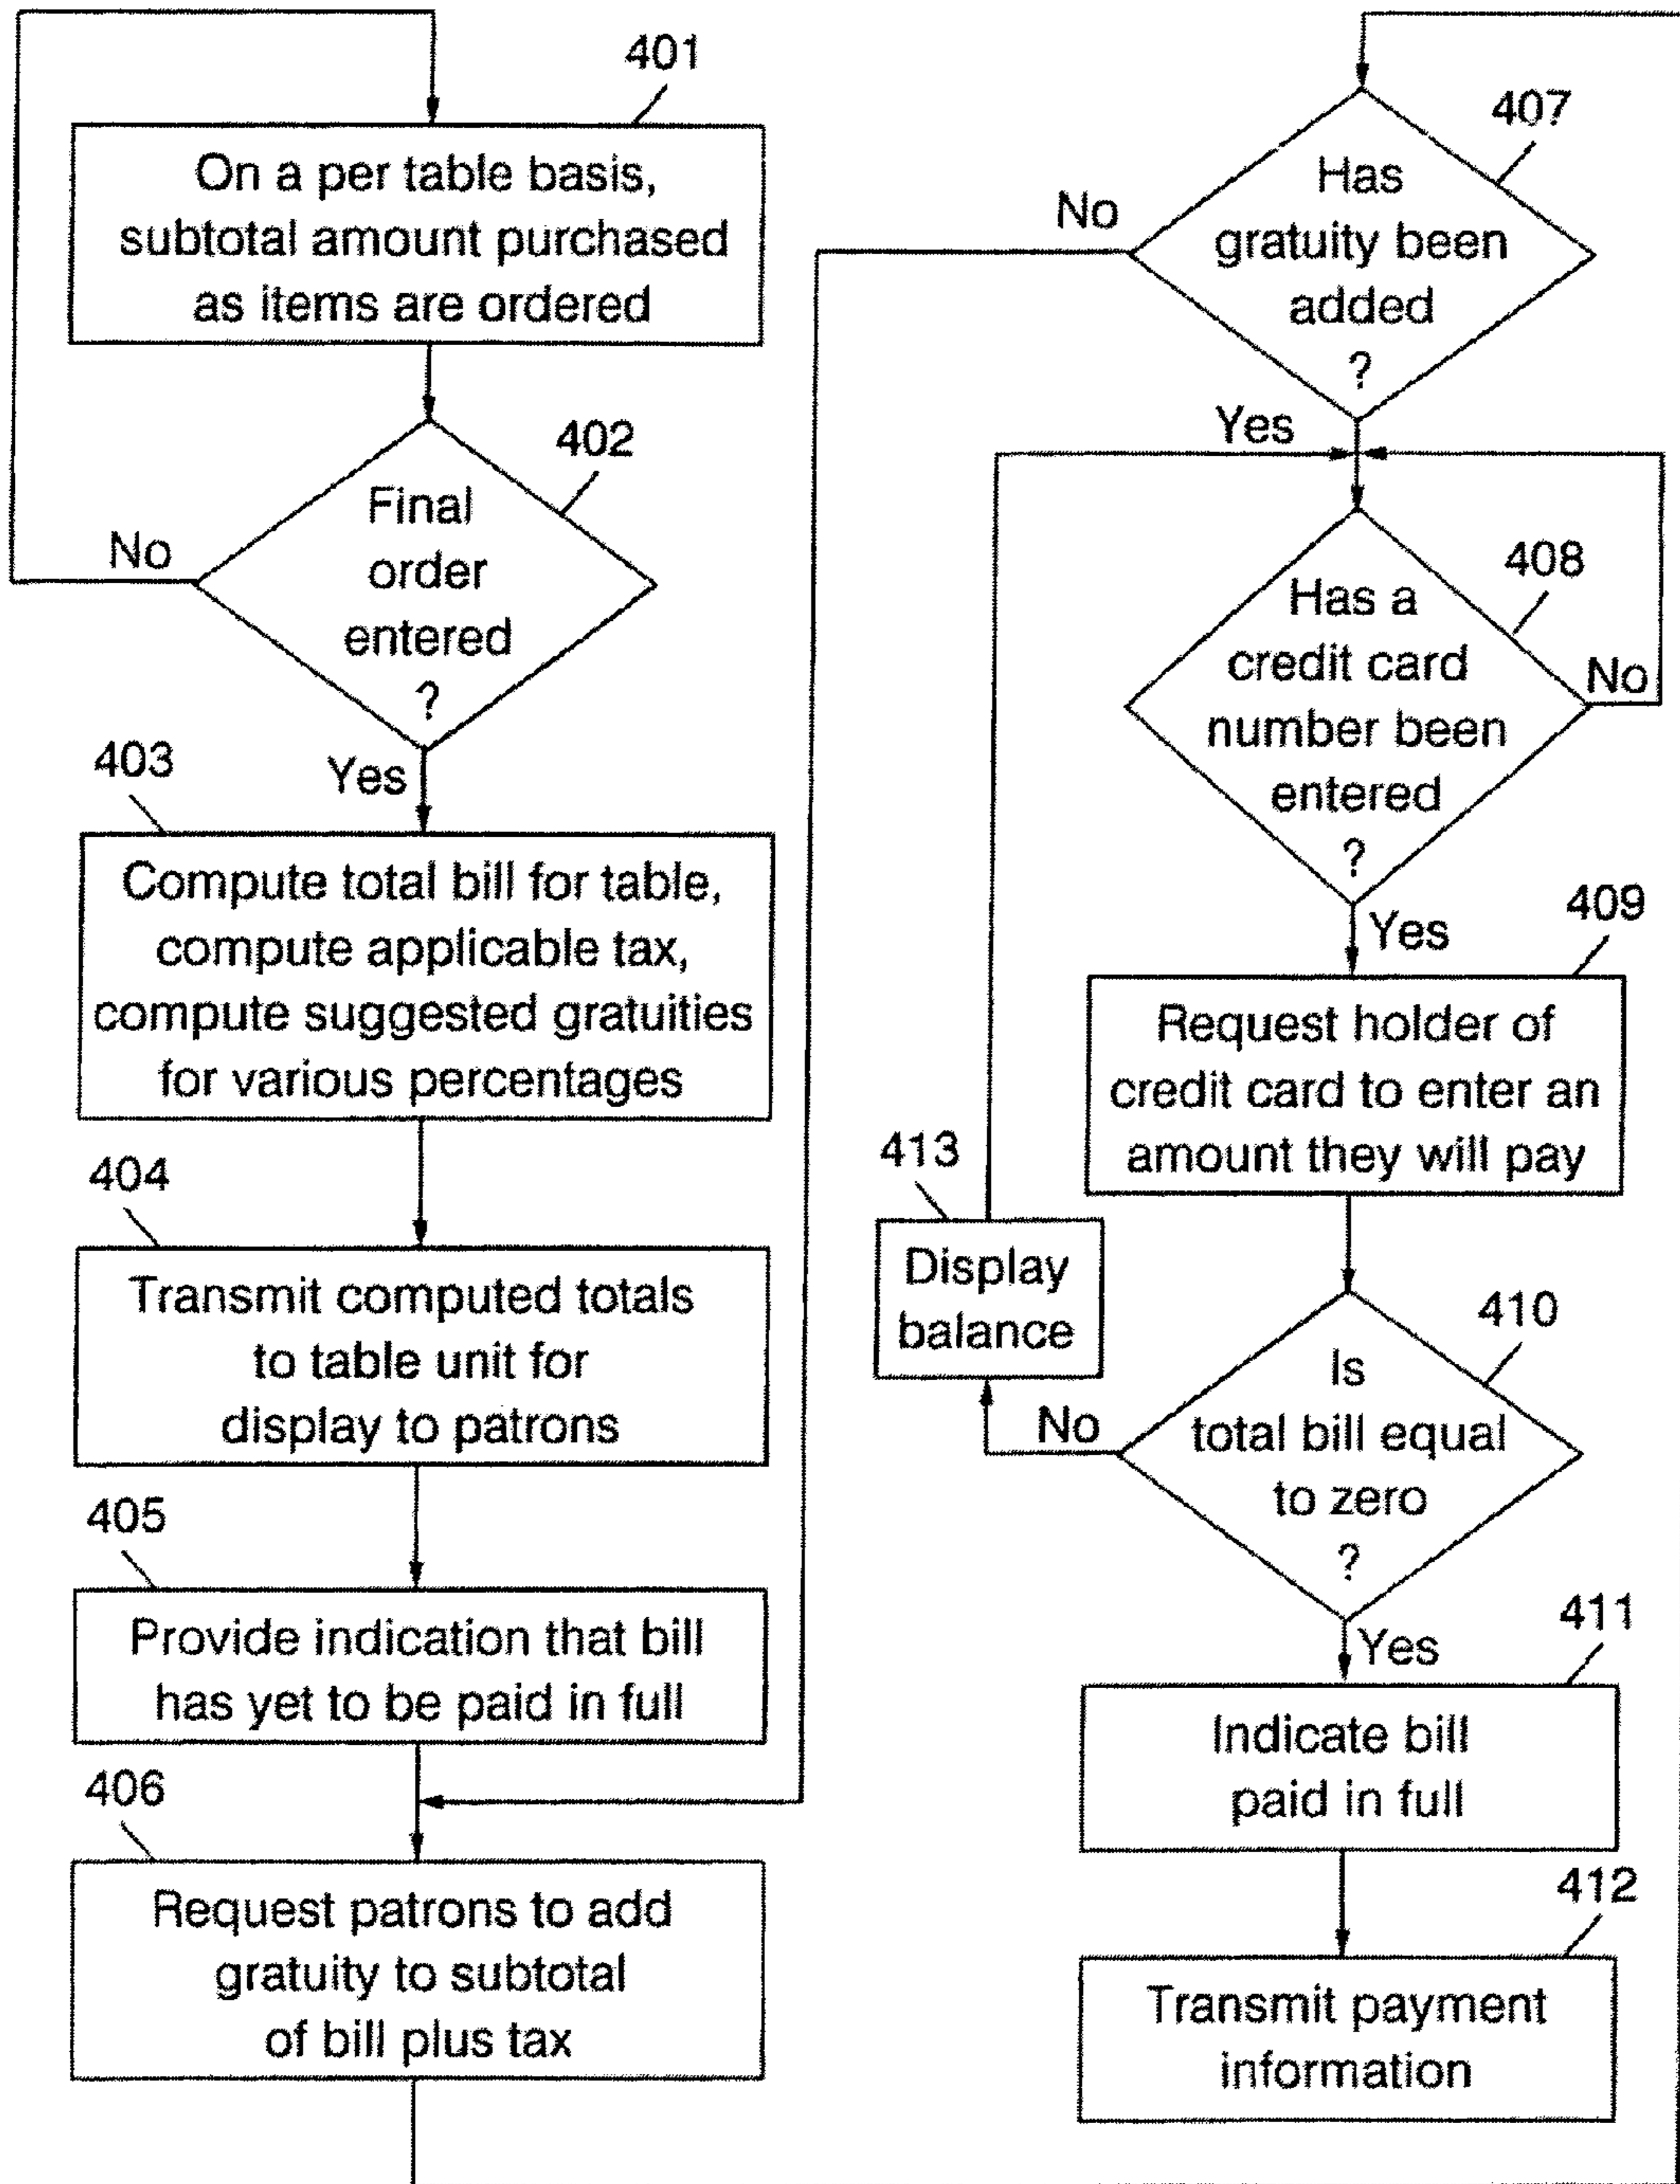 401
On a per table basis,
subtotal amount purchased
as items are ordered
402
Final
order
entered
?
No
Yes
403
Compute total bill for table,
compute applicable tax,
compute suggested gratuities
for various percentages
404
Transmit computed totals
to table unit for
display to patrons
405
Provide indication that bill
has yet to be paid in full
406
Request patrons to add
gratuity to subtotal
of bill plus tax
407
Has
gratuity been
added
?
No
Yes
408
Has a
credit card
number been
entered
?
No
Yes
409
Request holder of
credit card to enter an
amount they will pay
410
Is
total bill equal
to zero
?
No
413
Display
balance
Yes
411
Indicate bill
paid in full
412
Transmit payment
information